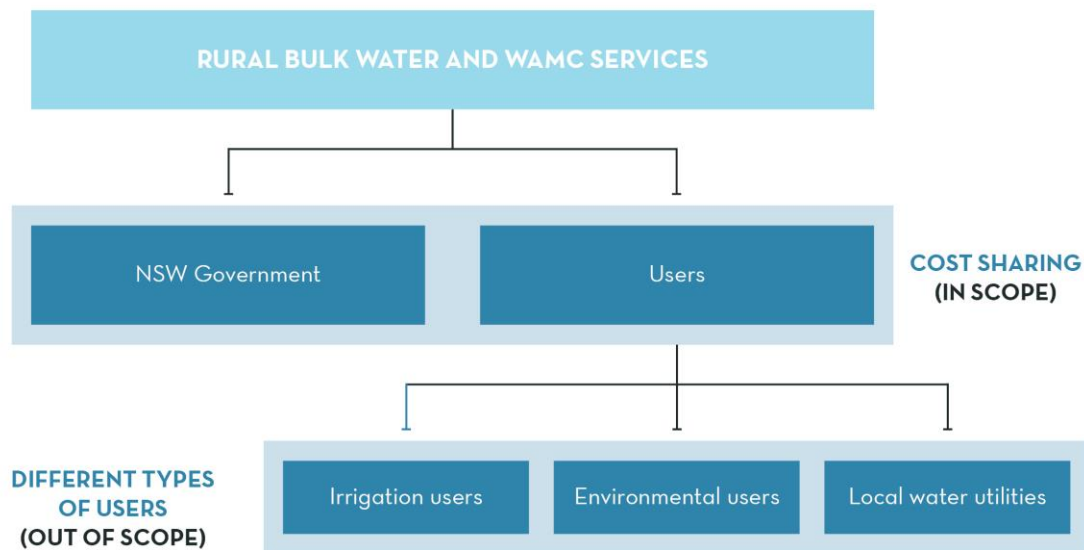 RURAL BULK WATER AND WAMC SERVICES
NSW Government
Users
COST SHARING
(IN SCOPE)
DIFFERENT TYPES
OF USERS
(OUT OF SCOPE)
Irrigation users
Environmental users
Local water utilities